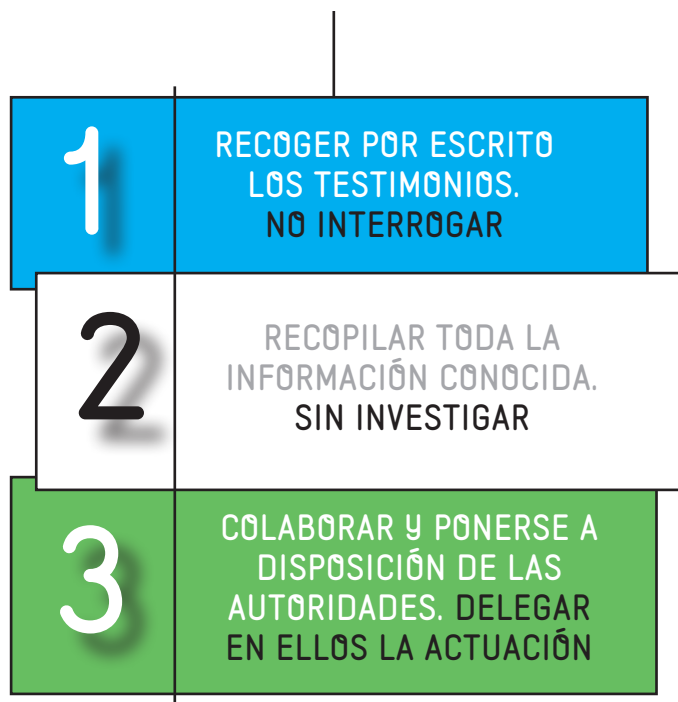 1
RECOGER POR ESCRITO
LOS TESTIMONIOS.
NO INTERROGAR
2
RECOPILAR TODA LA
INFORMACIÓN CONOCIDA.
SIN INVESTIGAR
3
COLABORAR Y PONERSE A
DISPOSICIÓN DE LAS
AUTORIDADES. DELEGAR
EN ELLOS LA ACTUACIÓN